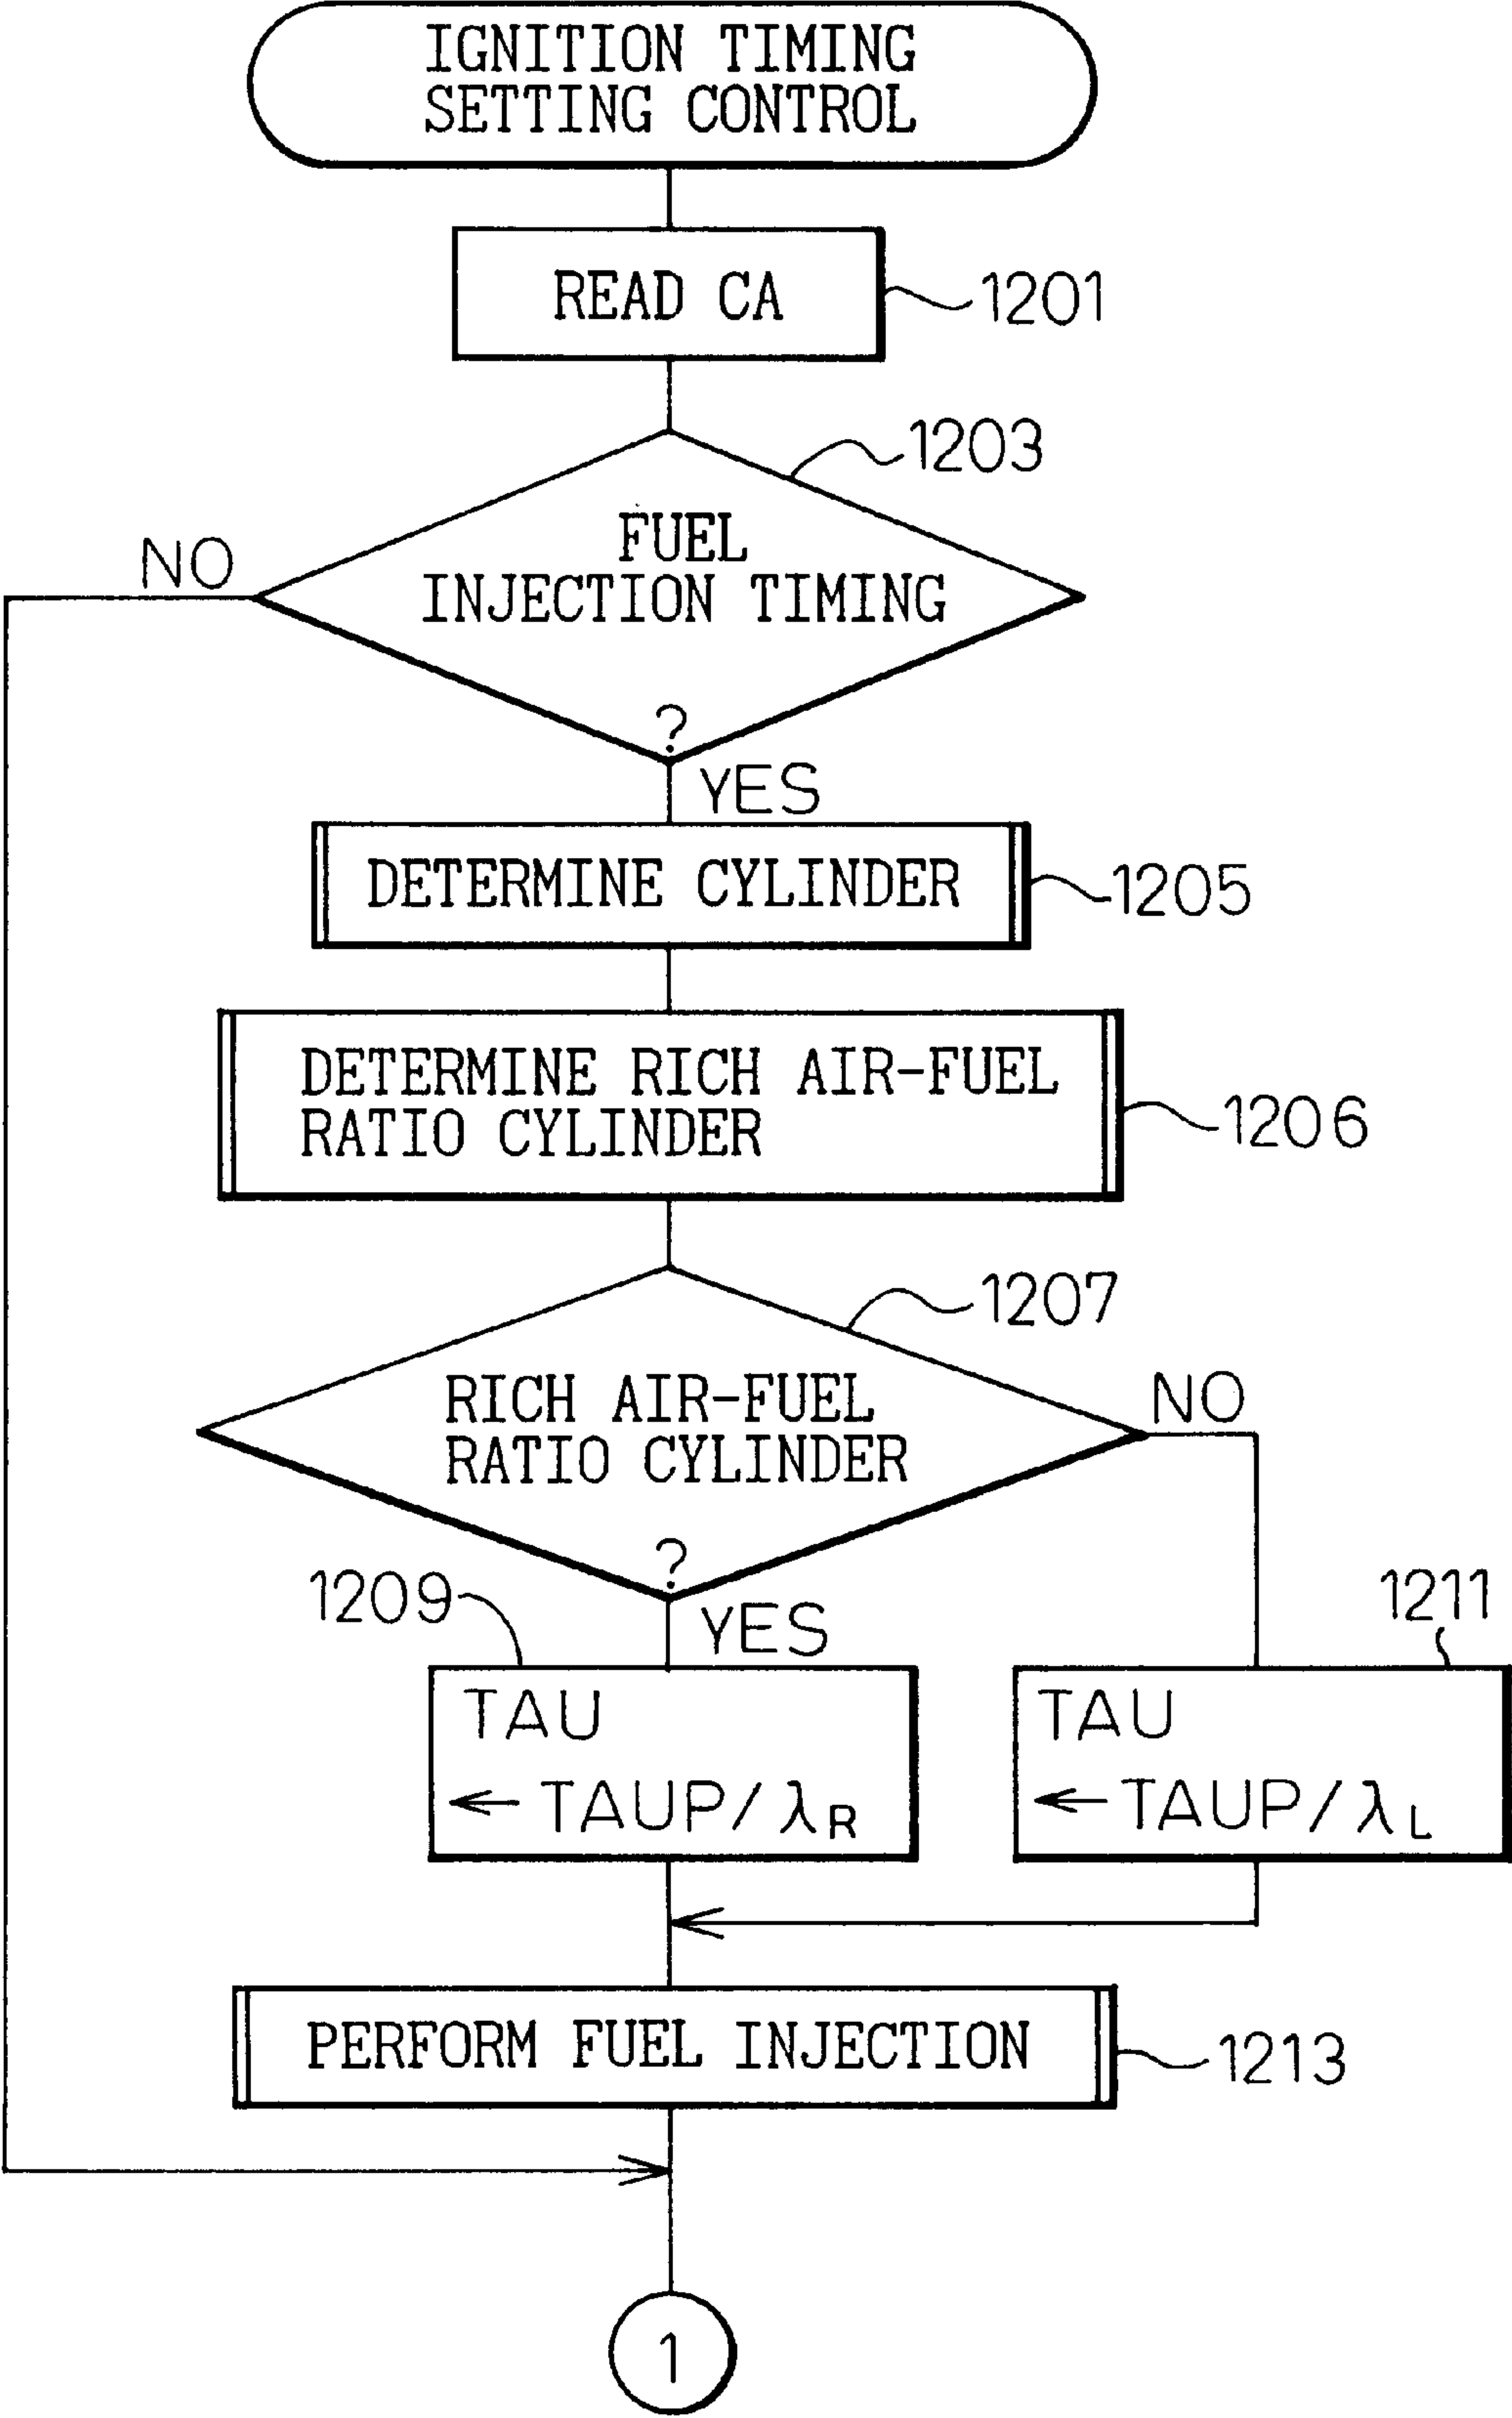 IGNITION TIMING
SETTING CONTROL
READ CA
1201
1203
FUEL
INJECTION TIMING
?
NO
YES
DETERMINE CYLINDER
1205
DETERMINE RICH AIR-FUEL
RATIO CYLINDER
1206
1207
RICH AIR-FUEL
RATIO CYLINDER
?
NO
YES
1209
TAU
← TAUP/λR
1211
TAU
← TAUP/λL
PERFORM FUEL INJECTION
1213
1